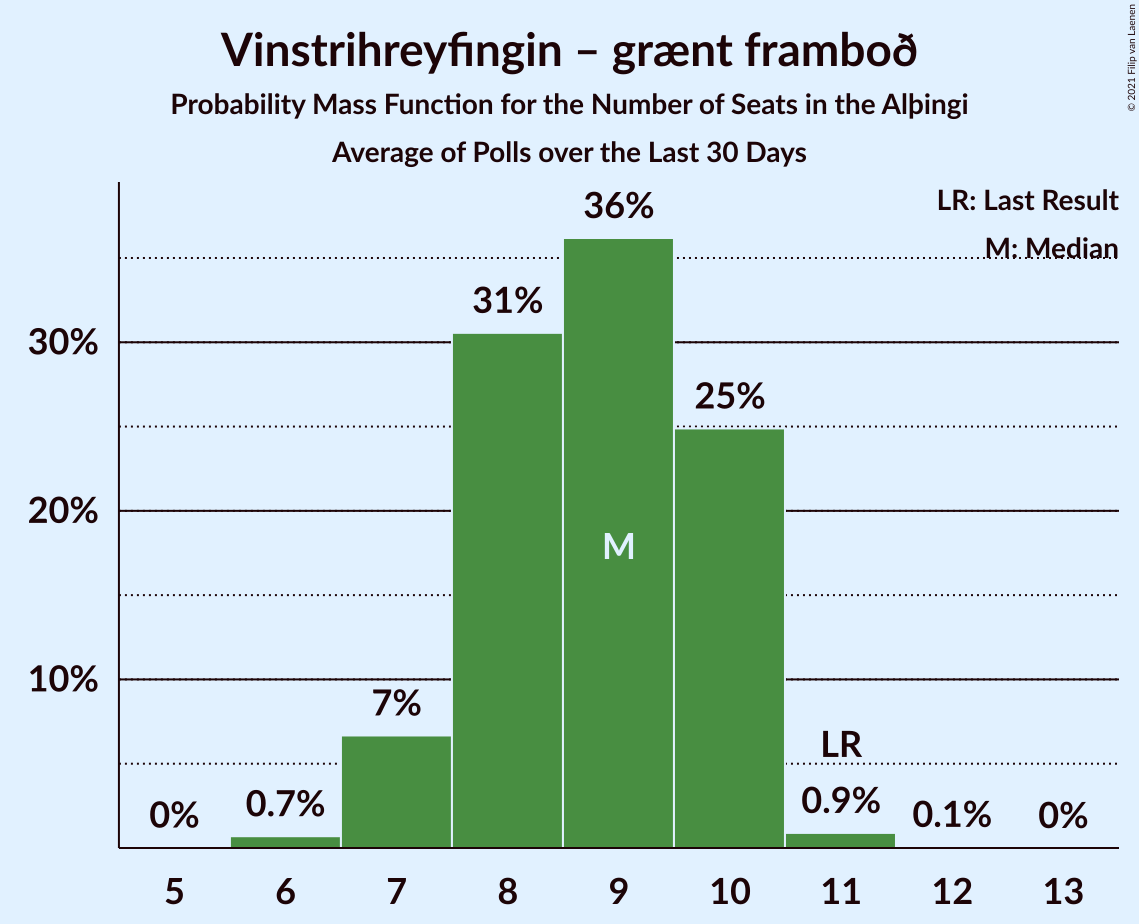 Vinstrihreyfingin – grænt framboð
Probability Mass Function for the Number of Seats in the Alþingi
Average of Polls over the Last 30 Days
© 2021 Filip van Laenen
LR: Last Result
M: Median
36%
31%
30%
25%
20%
M
10%
7%
LR
0%
0.7%
0.9%
0.1%
0%
5 6 7 8 9 10 11 12 13